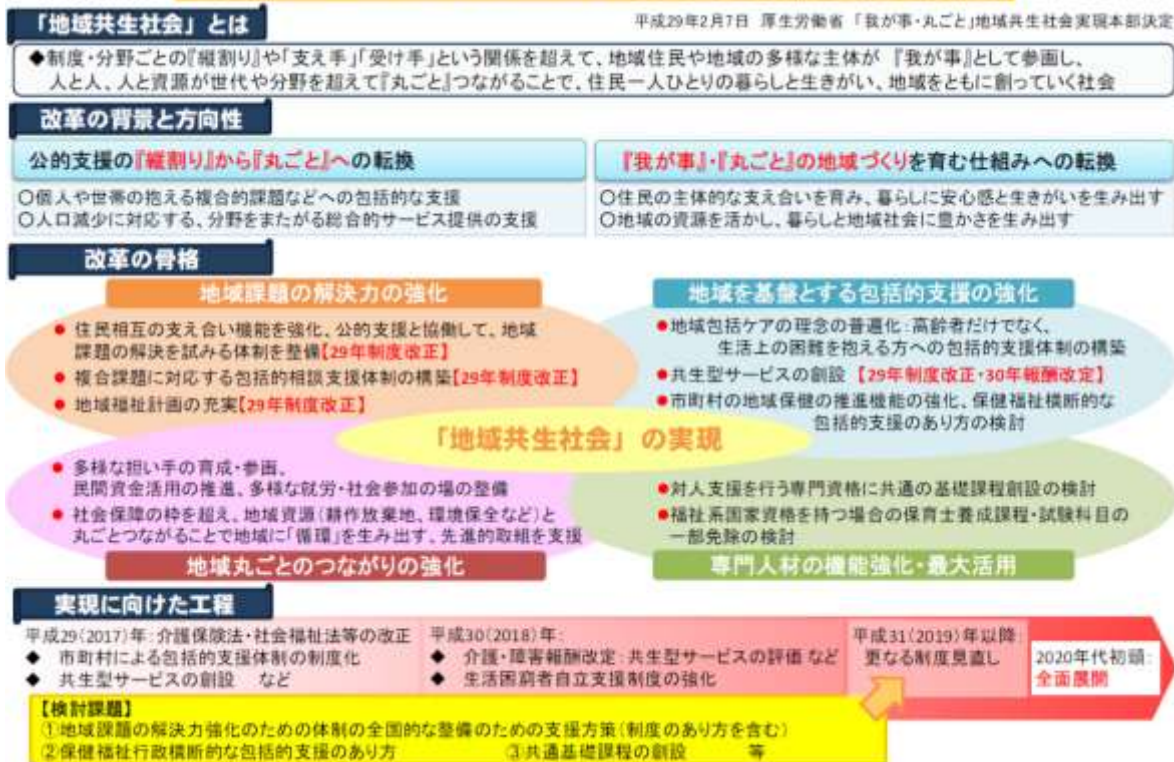 「地域共生社会」とは
平成29年2月7日 厚生労働省 「我が事・丸ごと」地域共生社会実現本部決定
◆制度・分野ごとの『縦割り』や「支え手」「受け手」という関係を超えて、地域住民や地域の多様な主体が 『我が事』として参画し、
人と人、人と資源が世代や分野を超えて『丸ごと』つながることで、住民一人ひとりの暮らしと生きがい、地域をともに創っていく社会
改革の背景と方向性
公的支援の『縦割り』から『丸ごと』への転換
○個人や世帯の抱える複合的課題などへの包括的な支援
○人口減少に対応する、分野をまたがる総合的サービス提供の支援
『我が事』・『丸ごと』の地域づくりを育む仕組みへの転換
○住民の主体的な支え合いを育み、暮らしに安心感と生きがいを生み出す
○地域の資源を活かし、暮らしと地域社会に豊かさを生み出す
改革の骨格
地域課題の解決力の強化
● 住民相互の支え合い機能を強化、公的支援と協働して、地域
課題の解決を試みる体制を整備【29年制度改正】
● 複合課題に対応する包括的相談支援体制の構築【29年制度改正】
● 地域福祉計画の充実【29年制度改正】
地域を基盤とする包括的支援の強化
●地域包括ケアの理念の普遍化:高齢者だけでなく、
生活上の困難を抱える方への包括的支援体制の構築
●共生型サービスの創設 【29年制度改正・30年報酬改定】
●市町村の地域保健の推進機能の強化、保健福祉横断的な
包括的支援のあり方の検討
「地域共生社会」の実現
● 多様な担い手の育成・参画、
民間資金活用の推進、多様な就労・社会参加の場の整備
● 社会保障の枠を超え、地域資源(耕作放棄地、環境保全など)と
丸ごとつながることで地域に「循環」を生み出す、先進的取組を支援
地域丸ごとのつながりの強化
●対人支援を行う専門資格に共通の基礎課程創設の検討
●福祉系国家資格を持つ場合の保育士養成課程・試験科目の
一部免除の検討
専門人材の機能強化・最大活用
実現に向けた工程
平成29(2017)年:介護保険法・社会福祉法等の改正
◆ 市町村による包括的支援体制の制度化
◆ 共生型サービスの創設 など
平成30(2018)年:
◆ 介護・障害報酬改定:共生型サービスの評価 など
◆ 生活困窮者自立支援制度の強化
平成31(2019)年以降:
更なる制度見直し
2020年代初頭:
全面展開
【検討課題】
①地域課題の解決力強化のための体制の全国的な整備のための支援方策(制度のあり方を含む)
②保健福祉行政横断的な包括的支援のあり方 ③共通基礎課程の創設 等